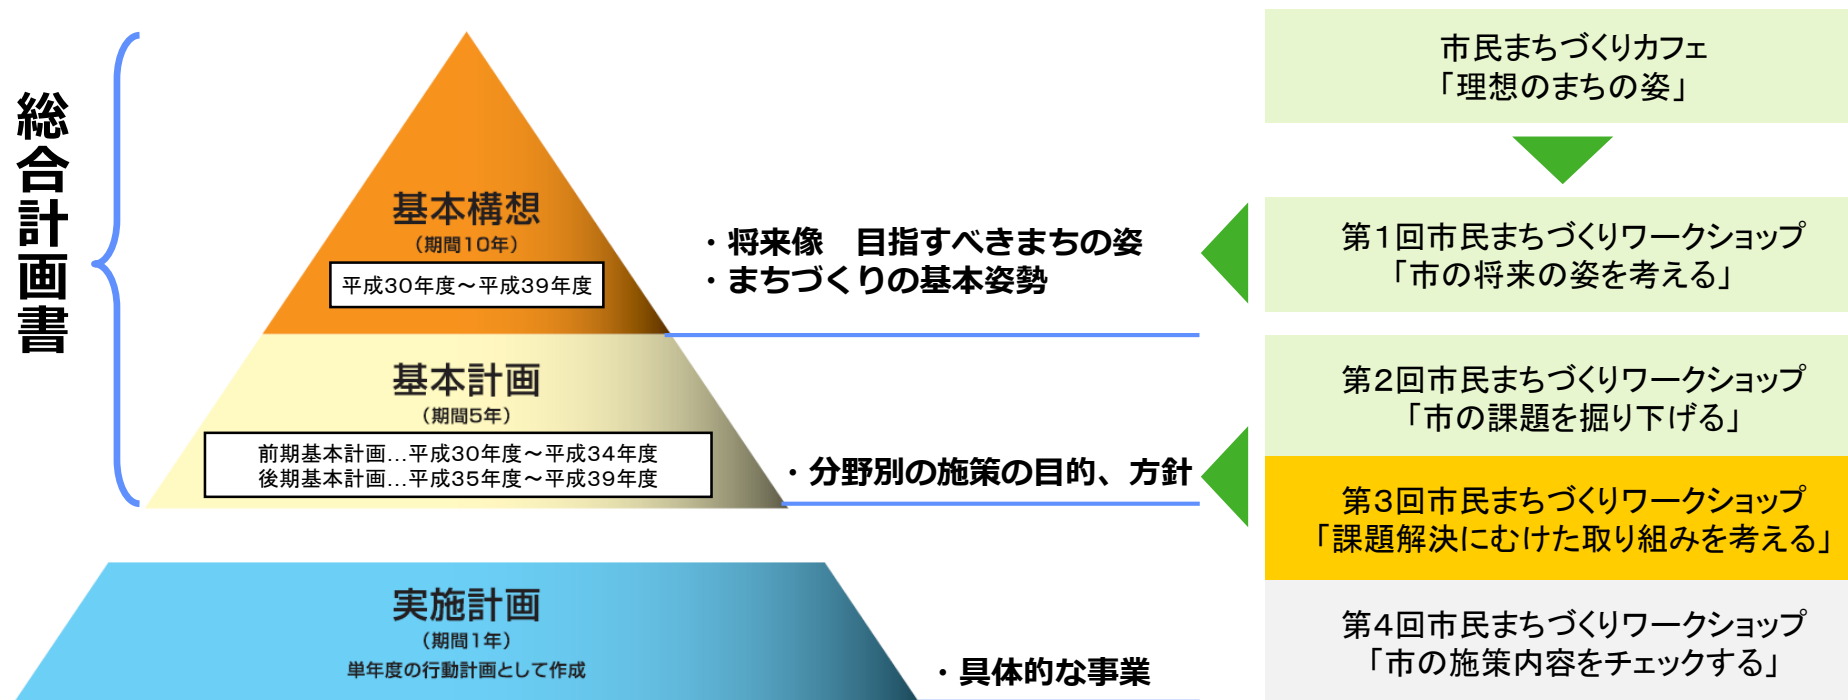 総合計画書
基本構想
（期間10年）
平成30年度～平成39年度
・将来像　目指すべきまちの姿
・まちづくりの基本姿勢
基本計画
（期間5年）
前期基本計画…平成30年度～平成34年度
後期基本計画…平成35年度～平成39年度
・分野別の施策の目的、方針
実施計画
（期間1年）
単年度の行動計画として作成
・具体的な事業
市民まちづくりカフェ
「理想のまちの姿」
第1回市民まちづくりワークショップ
「市の将来の姿を考える」
第2回市民まちづくりワークショップ
「市の課題を掘り下げる」
第3回市民まちづくりワークショップ
「課題解決にむけた取り組みを考える」
第4回市民まちづくりワークショップ
「市の施策内容をチェックする」